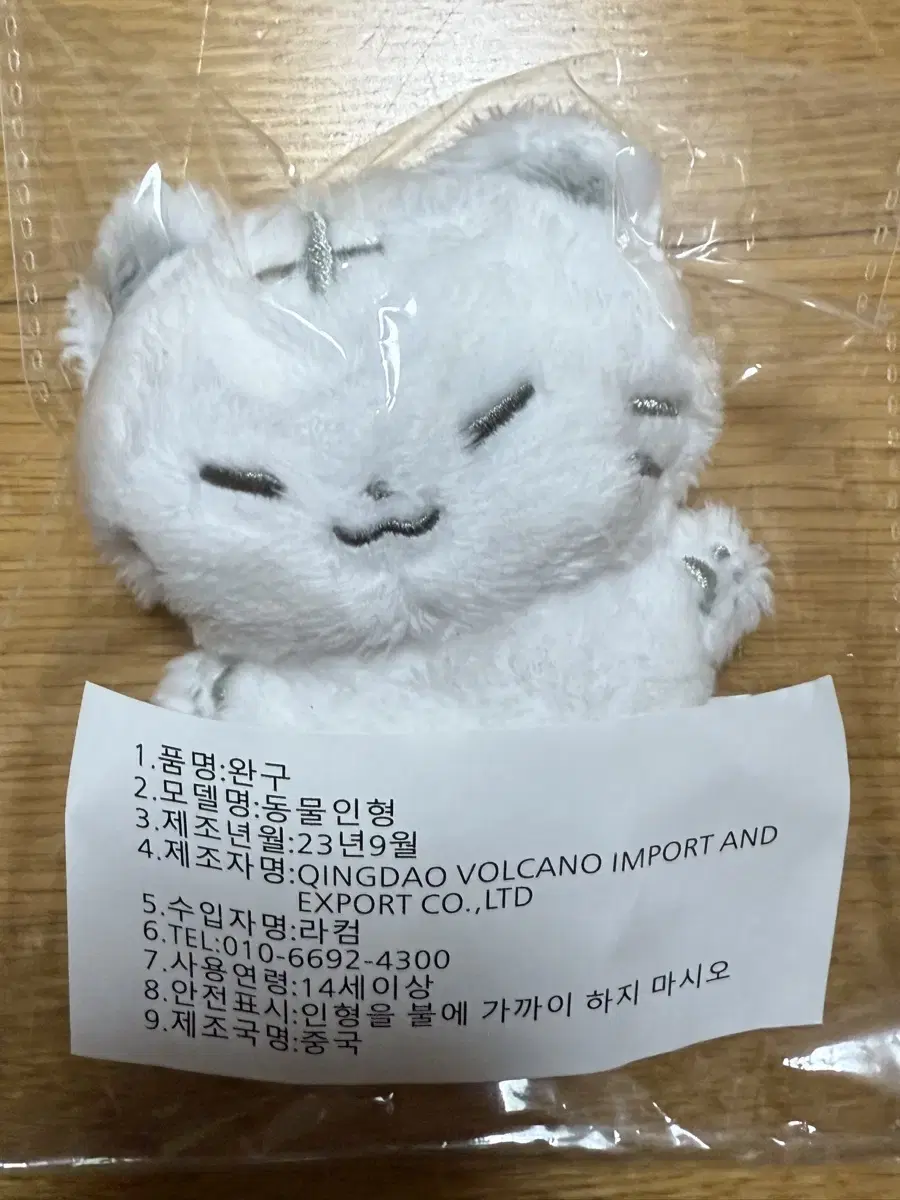 1.품명:완구
2.모델명:동물인형
3.제조년월:23년9월
4.제조자명:QINGDAO VOLCANO IMPORT AND
EXPORT CO.,LTD
5.수입자명:라컴
6.TEL:010-6692-4300
7.사용연령:14세이상
8.안전표시:인형을 불에 가까이 하지 마시오
9.제조국명:중국